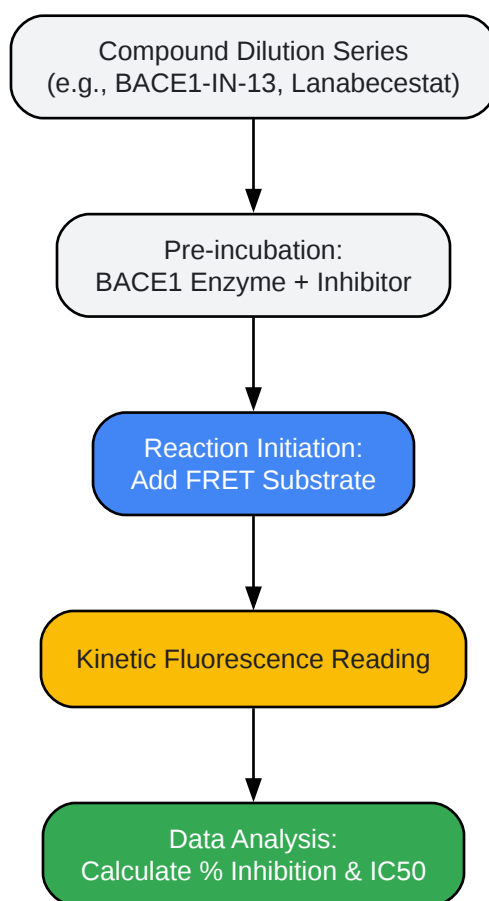 Compound Dilution Series
(e.g., BACE1-IN-13, Lanabecestat)
Pre-incubation:
BACE1 Enzyme + Inhibitor
Reaction Initiation:
Add FRET Substrate
Kinetic Fluorescence Reading
Data Analysis:
Calculate % Inhibition & IC50